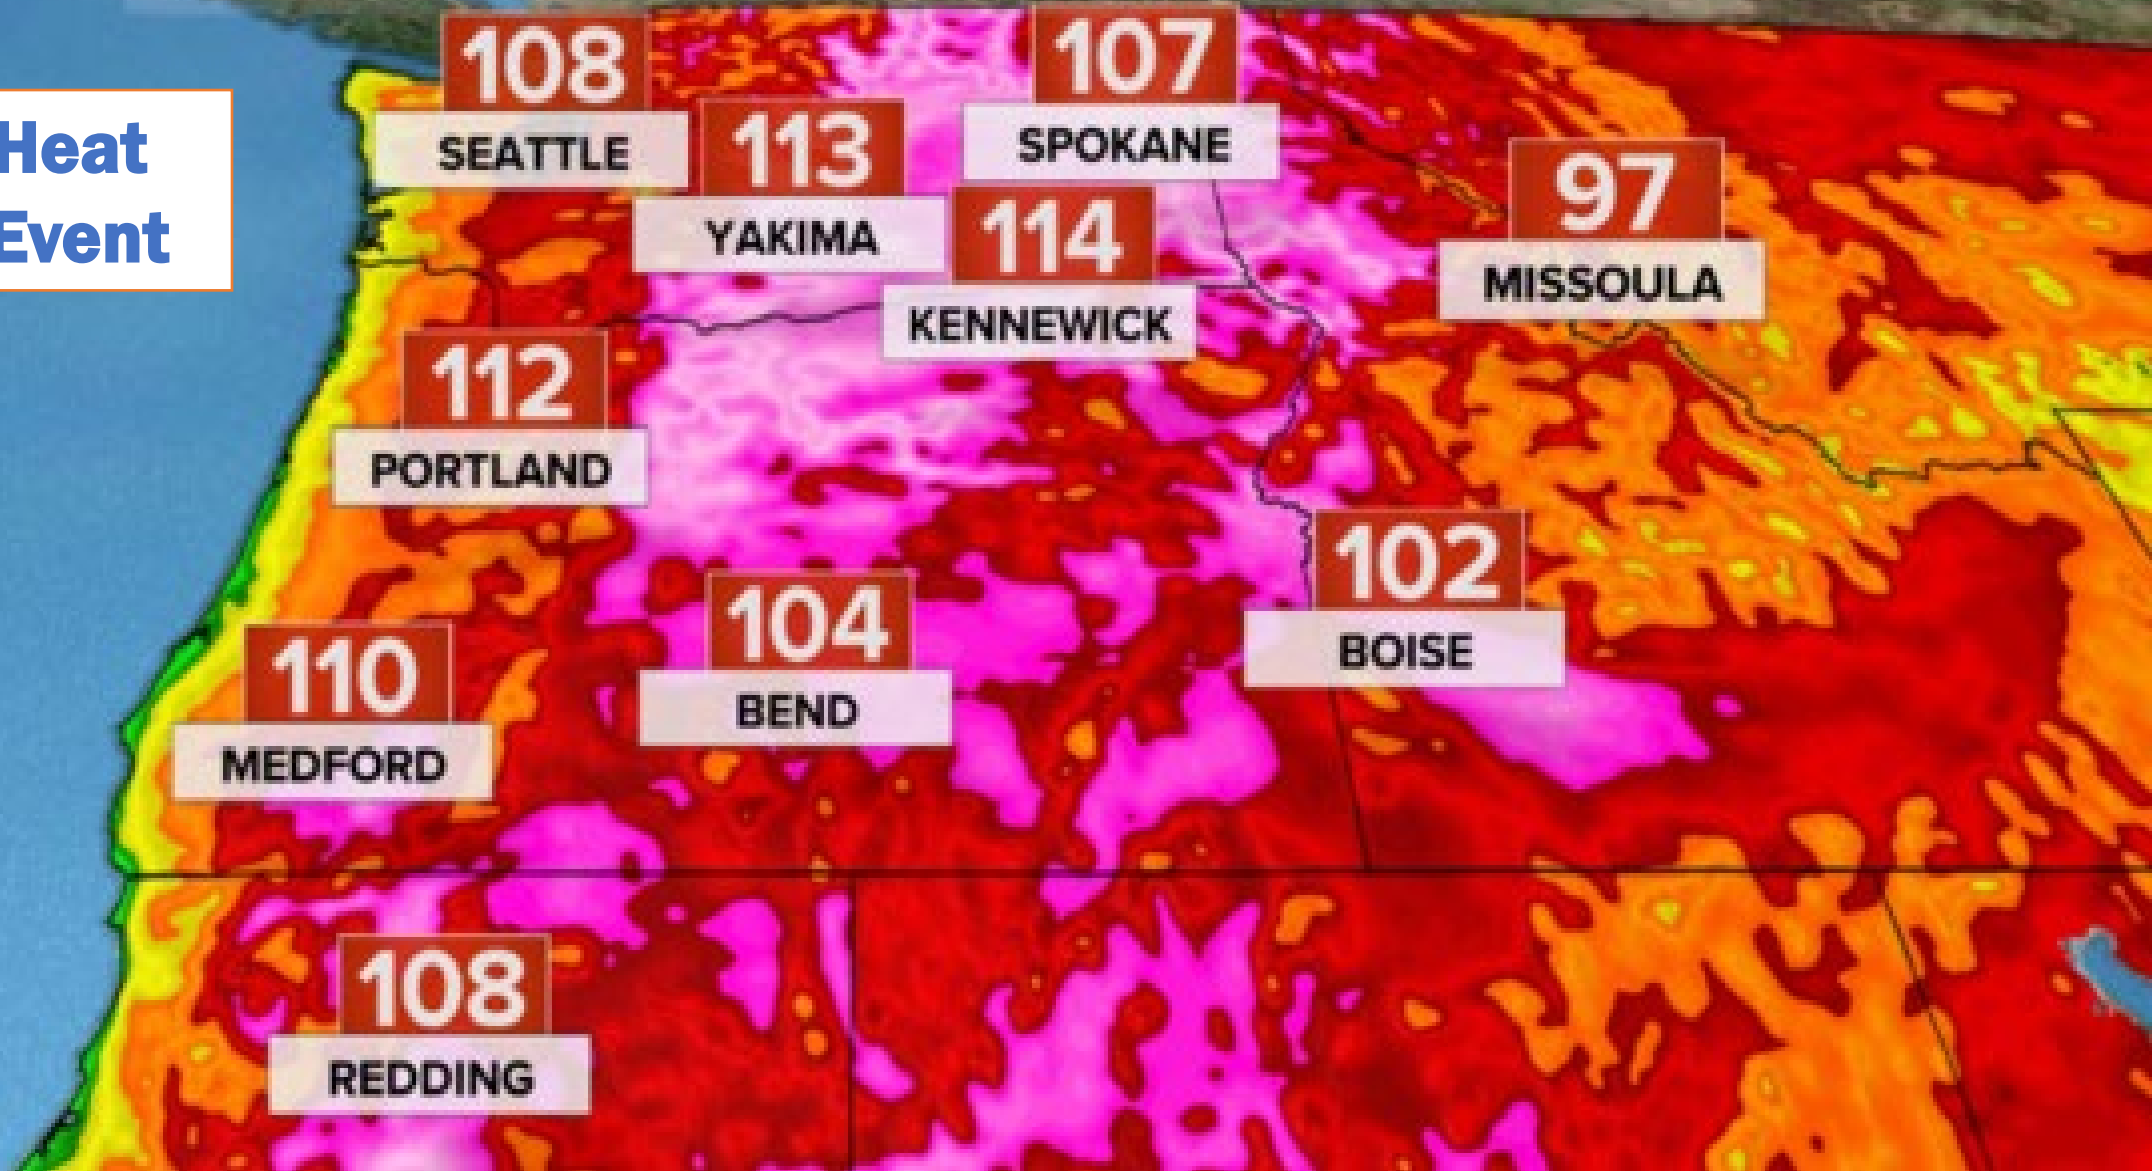 Heat
Event
108
SEATTLE
107
SPOKANE
113
YAKIMA
114
KENNEWICK
97
MISSOULA
112
PORTLAND
102
BOISE
104
BEND
110
MEDFORD
108
REDDING